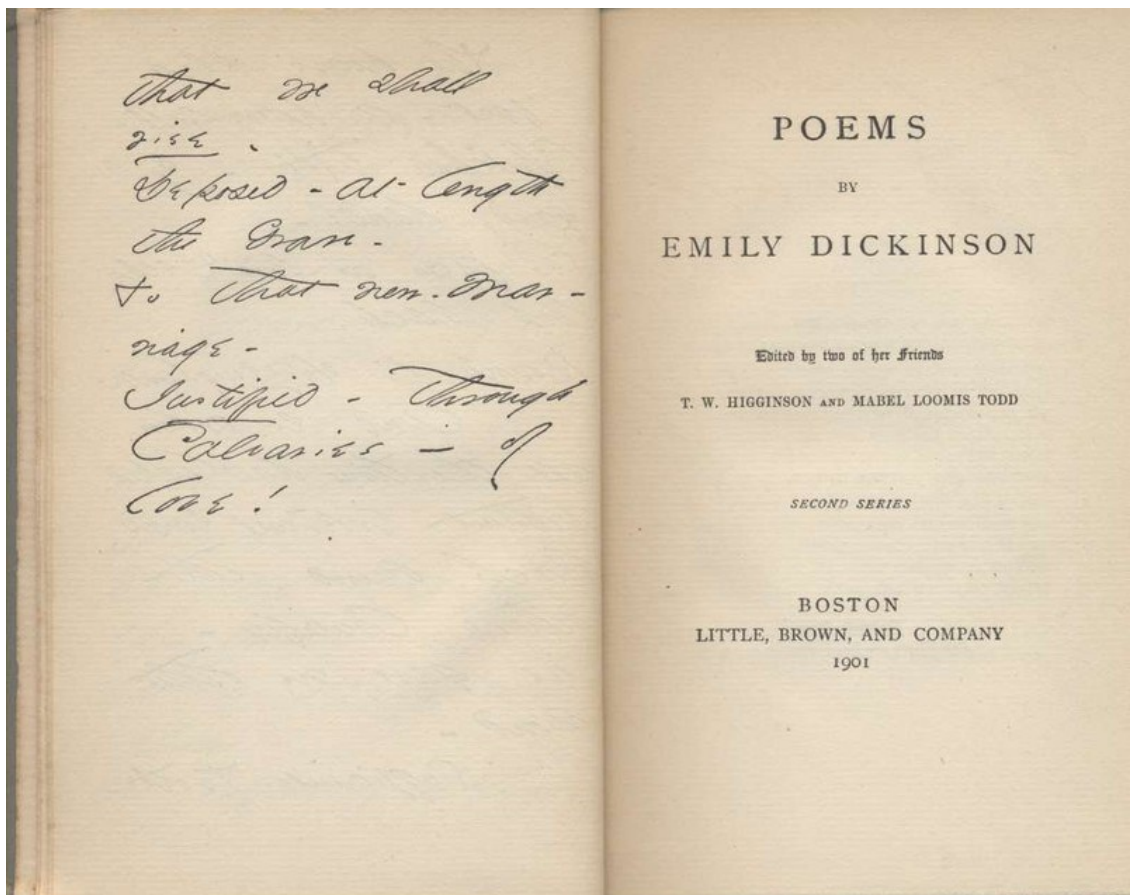 that we shall
rise.
Deposed - at length
the Grave -
To that new - Mar -
riage -
Justified - Through
Calvaries - of
Love!
POEMS
BY
EMILY DICKINSON
Edited by two of her Friends
T. W. HIGGINSON AND MABEL LOOMIS TODD
SECOND SERIES
BOSTON
LITTLE, BROWN, AND COMPANY
1901